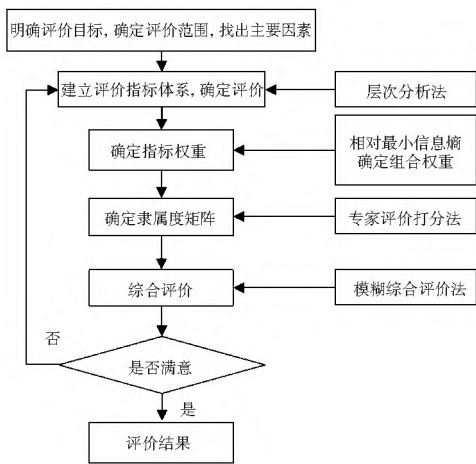 明确评价目标,确定评价范围,找出主要因素
建立评价指标体系,确定评价
层次分析法
确定指标权重
相对最小信息熵
确定组合权重
确定隶属度矩阵
专家评价打分法
综合评价
模糊综合评价法
否
是否满意
是
评价结果